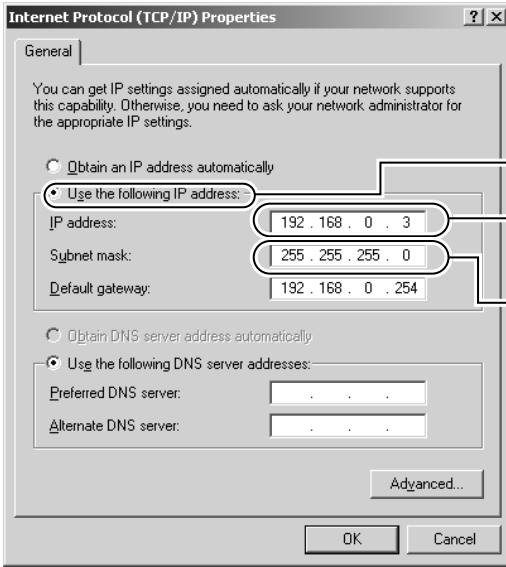 Internet Protocol (TCP/IP) Properties
General
You can get IP settings assigned automatically if your network supports
this capability. Otherwise, you need to ask your network administrator for
the appropriate IP settings.
Obtain an IP address automatically
Use the following IP address:
IP address: 192 . 168 . 0 . 3
Subnet mask: 255 . 255 . 255 . 0
Default gateway: 192 . 168 . 0 . 254
Obtain DNS server address automatically
Use the following DNS server addresses:
Preferred DNS server: . . .
Alternate DNS server: . . .
Advanced...
OK Cancel